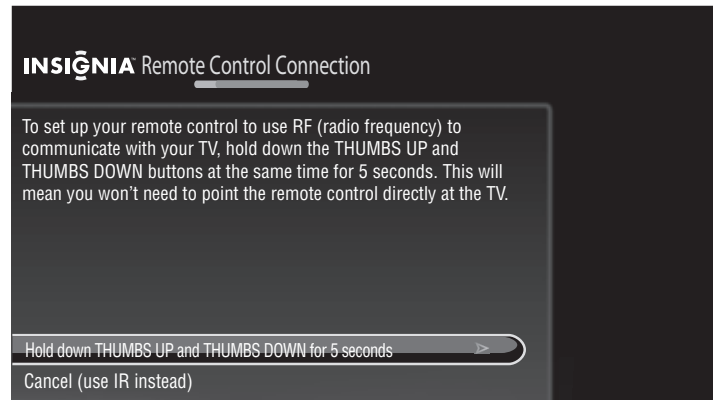 INSIGNIA™ Remote Control Connection
To set up your remote control to use RF (radio frequency) to
communicate with your TV, hold down the THUMBS UP and
THUMBS DOWN buttons at the same time for 5 seconds. This will
mean you won't need to point the remote control directly at the TV.
Hold down THUMBS UP and THUMBS DOWN for 5 seconds
Cancel (use IR instead)